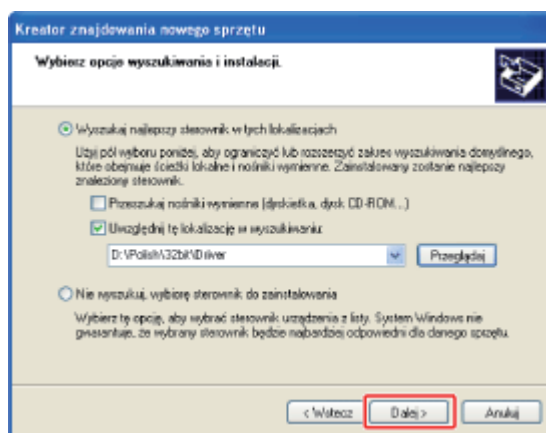 Kreator znajdowania nowego sprzętu
Wybierz opcje wyszukiwania i instalacji.
Wyszukaj najlepszy sterownik w tych lokalizacjach
Użyj pól wyboru poniżej, aby ograniczyć lub rozszerzyć zakres wyszukiwania domyślnego,
które obejmuje ścieżki lokalne i nośniki wymienne. Zainstalowany zostanie najlepszy
znaleziony sterownik.
Przeszukaj nośniki wymienne (dyskietka, dysk CD-ROM...)
Uwzględnij tę lokalizację w wyszukiwaniu:
D:\Polish\32bit\Driver
Przeglądaj
Nie wyszukuj, wybiorę sterownik do zainstalowania
Wybierz tę opcję, aby wybrać sterownik urządzenia z listy. System Windows nie
gwarantuje, że wybrany sterownik będzie najbardziej odpowiedni dla danego sprzętu.
< Wstecz
Dalej >
Anuluj